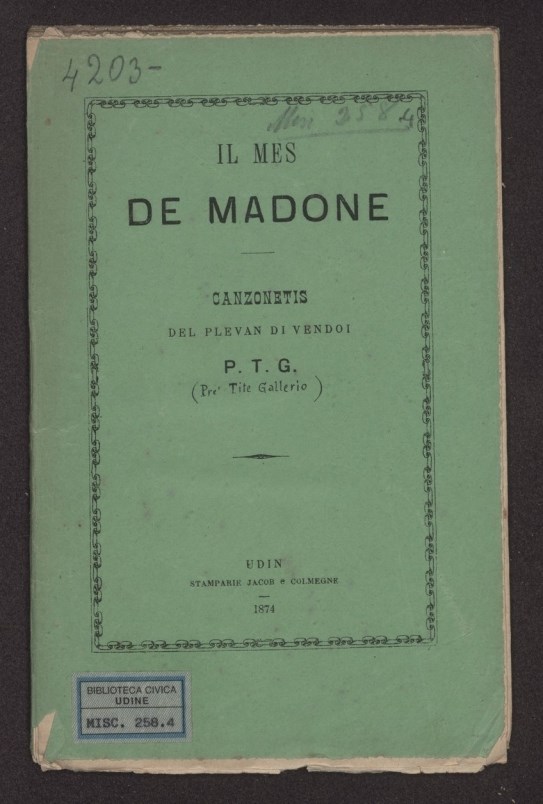 4203-
Misc 258 4
IL MES
DE MADONE
CANZONETIS
DEL PLEVAN DI VENDOI
P. T. G.
(Pre' Tite Gallerio)
UDIN
STAMPARIE JACOB e COLMEGNE
1874
BIBLIOTECA CIVICA
UDINE
MISC. 258.4